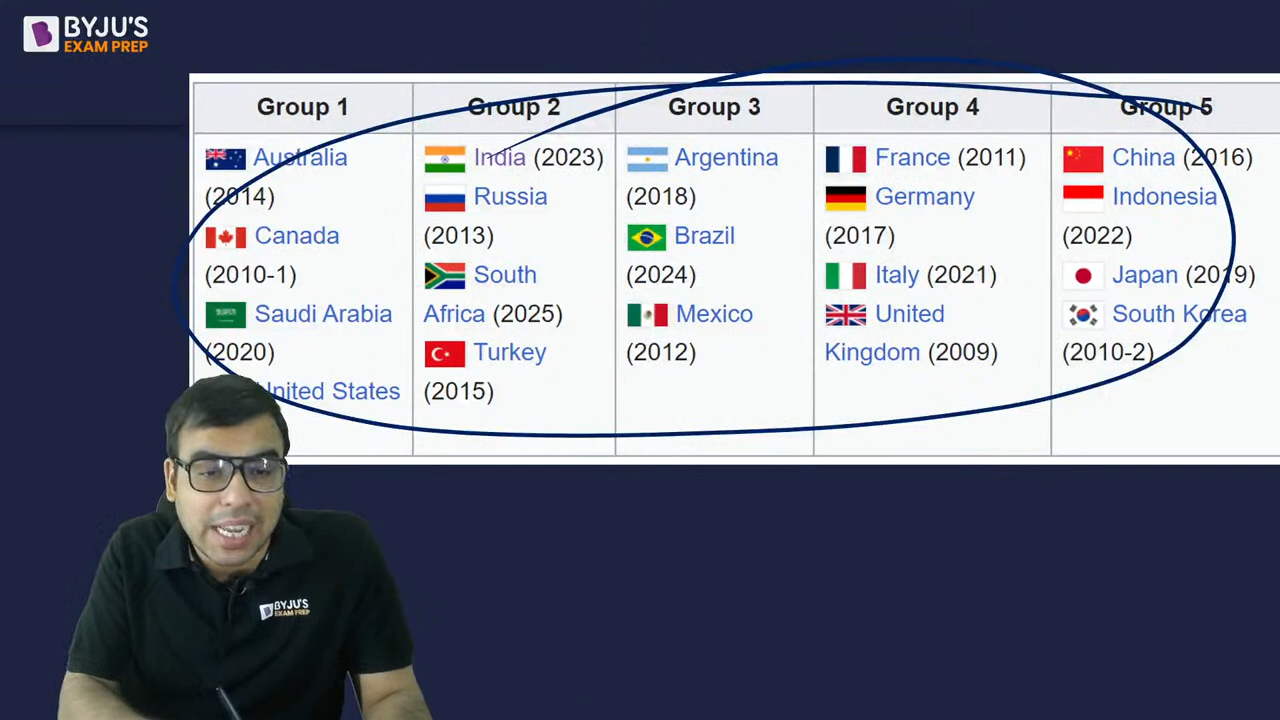 BYJU'S
EXAM PREP
Group 1
Group 2
Group 3
Group 4
Group 5
Australia
(2014)
Canada
(2010-1)
Saudi Arabia
(2020)
United States
India (2023)
Russia
(2013)
South
Africa (2025)
Turkey
(2015)
Argentina
(2018)
Brazil
(2024)
Mexico
(2012)
France (2011)
Germany
(2017)
Italy (2021)
United
Kingdom (2009)
China (2016)
Indonesia
(2022)
Japan (2019)
South Korea
(2010-2)
BYJU'S
EXAM PREP